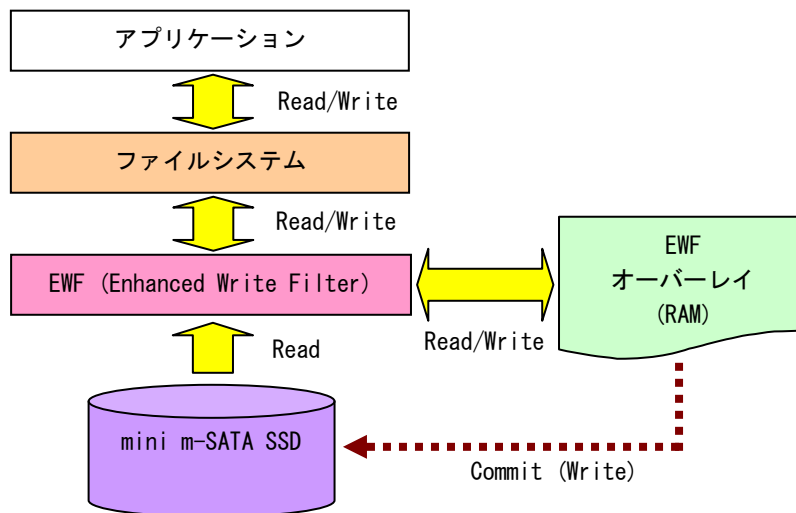 アプリケーション
Read/Write
ファイルシステム
Read/Write
EWF (Enhanced Write Filter)
Read/Write
EWF
オーバーレイ
(RAM)
Read
mini m-SATA SSD
Commit (Write)